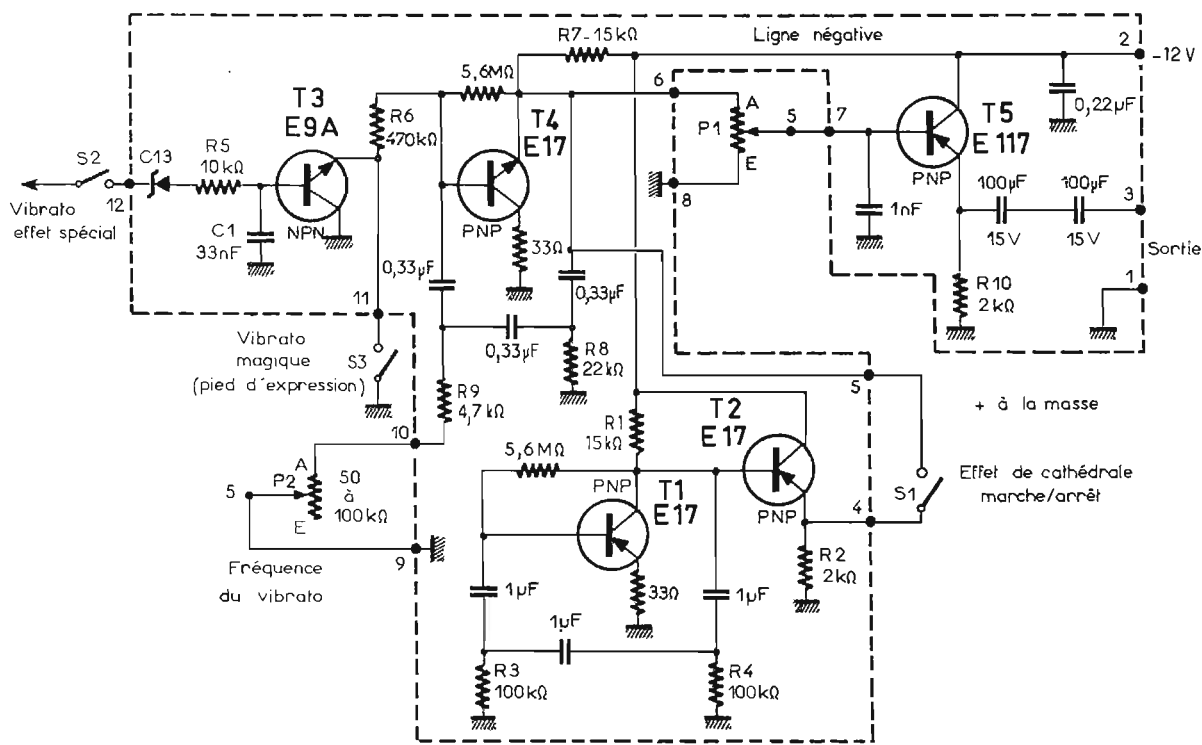 R7-15kΩ
Ligne négative
2
-12V
5,6MΩ
6
T3
E9A
R6
470kΩ
T4
E17
A
P1
5
7
T5
E117
0,22µF
S2
C13
R5
10kΩ
E
PNP
12
Vibrato
effet spécial
C1
33nF
NPN
PNP
33Ω
8
1nF
100µF
15V
100µF
15V
3
Sortie
0,33µF
0,33µF
R10
2kΩ
1
11
Vibrato
magique
(pied d'expression)
S3
0,33µF
R8
22kΩ
R9
4,7kΩ
5
+ à la masse
10
R1
15kΩ
T2
E17
5,6MΩ
A
P2
50
à
100kΩ
E
5
PNP
T1
E17
PNP
S1
Effet de cathédrale
marche/arrêt
4
9
Fréquence
du vibrato
R2
2kΩ
1µF
33Ω
1µF
1µF
R3
100kΩ
R4
100kΩ